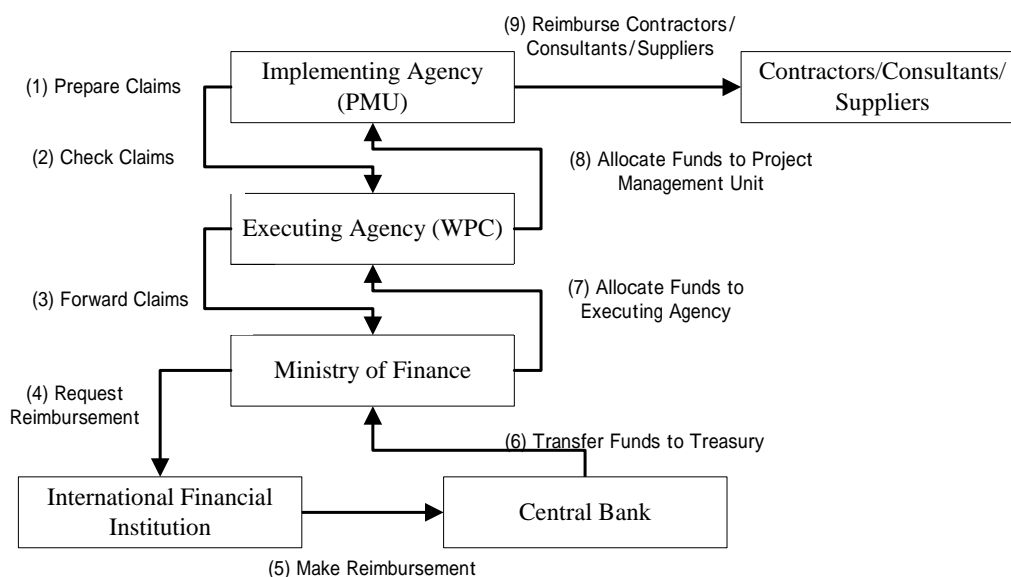 (9) Reimburse Contractors/
Consultants/Suppliers
Implementing Agency
(PMU)
Contractors/Consultants/
Suppliers
(1) Prepare Claims
(2) Check Claims
(8) Allocate Funds to Project
Management Unit
Executing Agency (WPC)
(3) Forward Claims
(7) Allocate Funds to
Executing Agency
Ministry of Finance
(4) Request
Reimbursement
(6) Transfer Funds to Treasury
International Financial
Institution
Central Bank
(5) Make Reimbursement